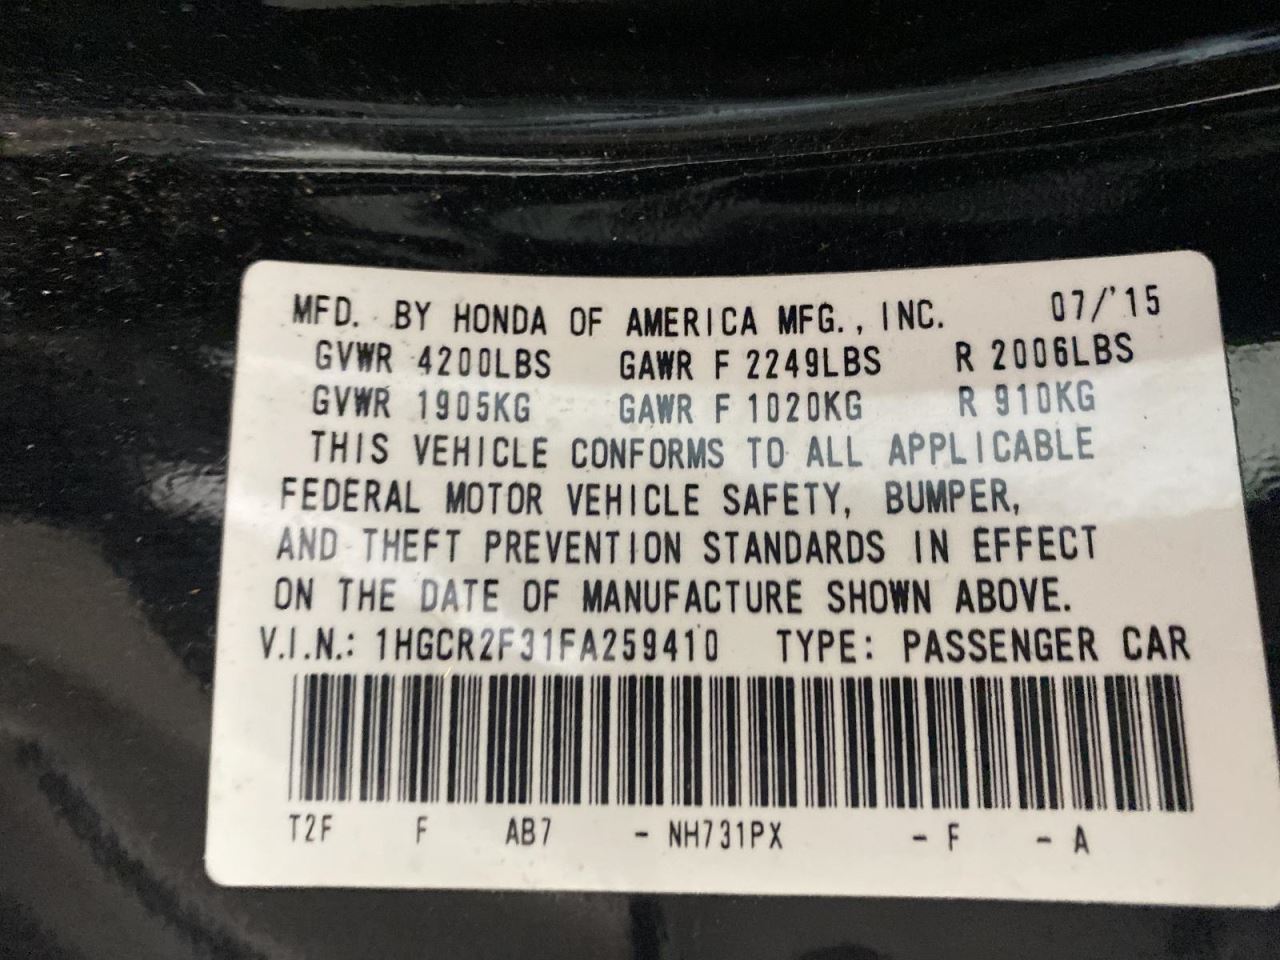 MFD. BY HONDA OF AMERICA MFG., INC. 07/'15
GVWR 4200LBS GAWR F 2249LBS R 2006LBS
GVWR 1905KG GAWR F 1020KG R 910KG
THIS VEHICLE CONFORMS TO ALL APPLICABLE
FEDERAL MOTOR VEHICLE SAFETY, BUMPER,
AND THEFT PREVENTION STANDARDS IN EFFECT
ON THE DATE OF MANUFACTURE SHOWN ABOVE.
V.I.N.: 1HGCR2F31FA259410 TYPE: PASSENGER CAR
T2F F AB7 - NH731PX - F - A